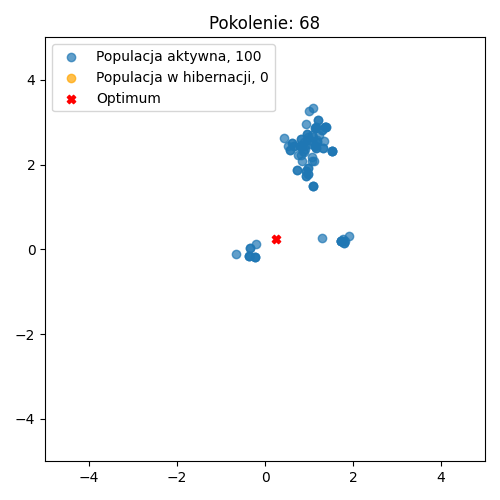 Pokolenie: 68
Populacja aktywna, 100
Populacja w hibernacji, 0
Optimum
4
2
0
−2
−4
−4 −2 0 2 4